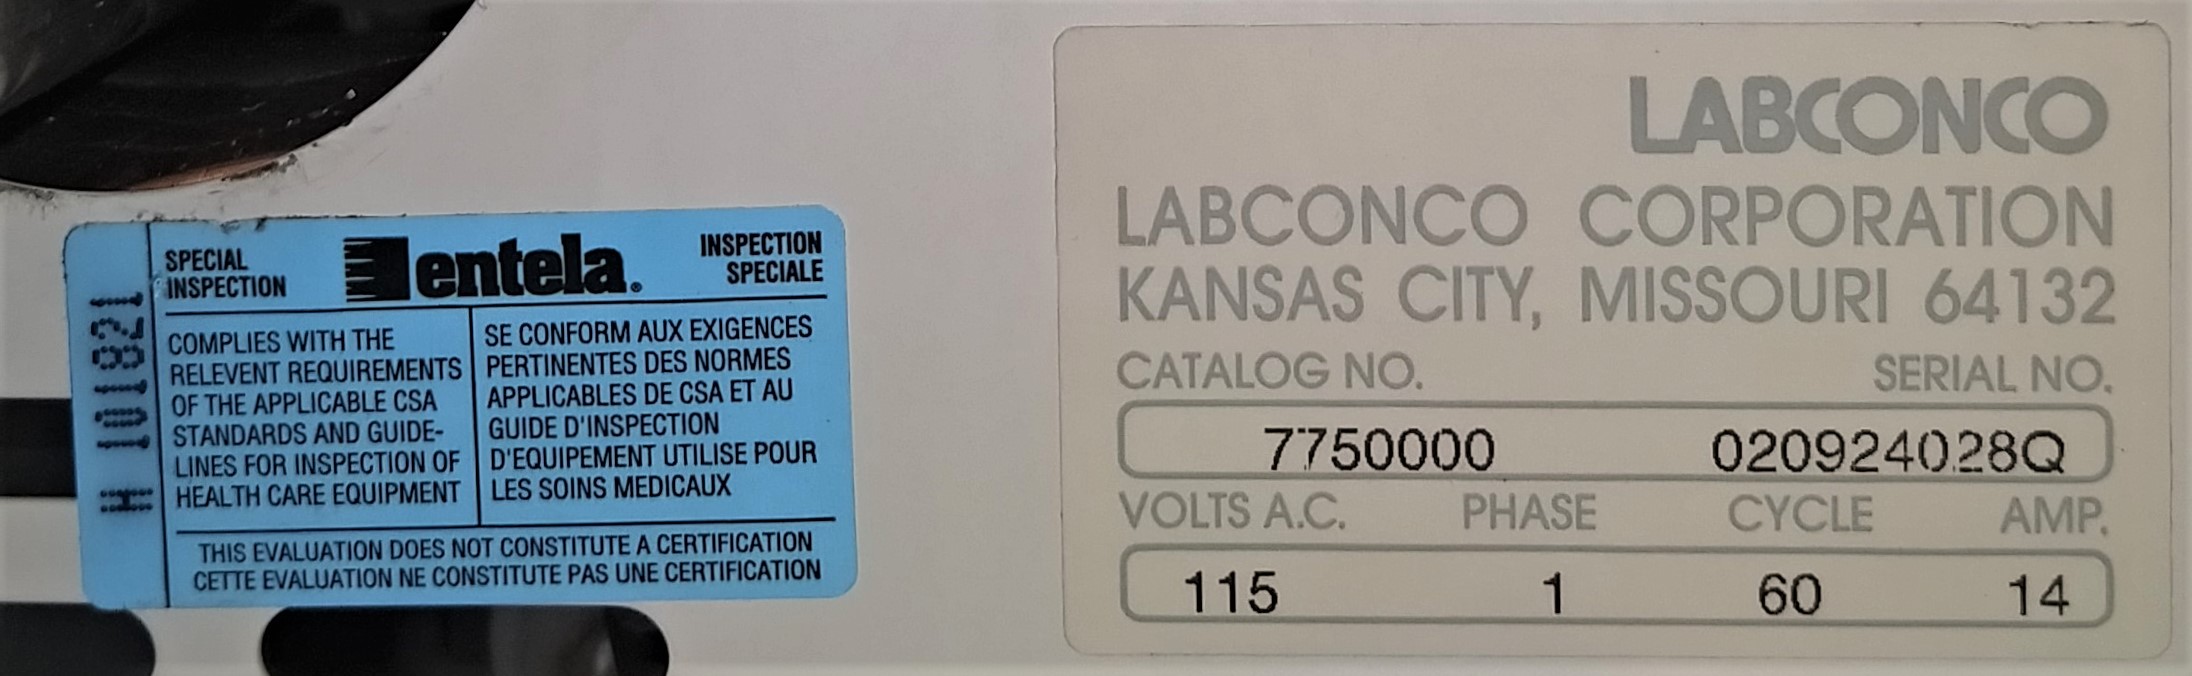 SPECIAL
INSPECTION
entela®
INSPECTION
SPECIALE
COMPLIES WITH THE
RELEVENT REQUIREMENTS
OF THE APPLICABLE CSA
STANDARDS AND GUIDE-
LINES FOR INSPECTION OF
HEALTH CARE EQUIPMENT
SE CONFORM AUX EXIGENCES
PERTINENTES DES NORMES
APPLICABLES DE CSA ET AU
GUIDE D'INSPECTION
D'EQUIPEMENT UTILISE POUR
LES SOINS MEDICAUX
THIS EVALUATION DOES NOT CONSTITUTE A CERTIFICATION
CETTE EVALUATION NE CONSTITUTE PAS UNE CERTIFICATION
LABCONCO
LABCONCO CORPORATION
KANSAS CITY, MISSOURI 64132
CATALOG NO. SERIAL NO.
7750000 020924028Q
VOLTS A.C. PHASE CYCLE AMP.
115 1 60 14